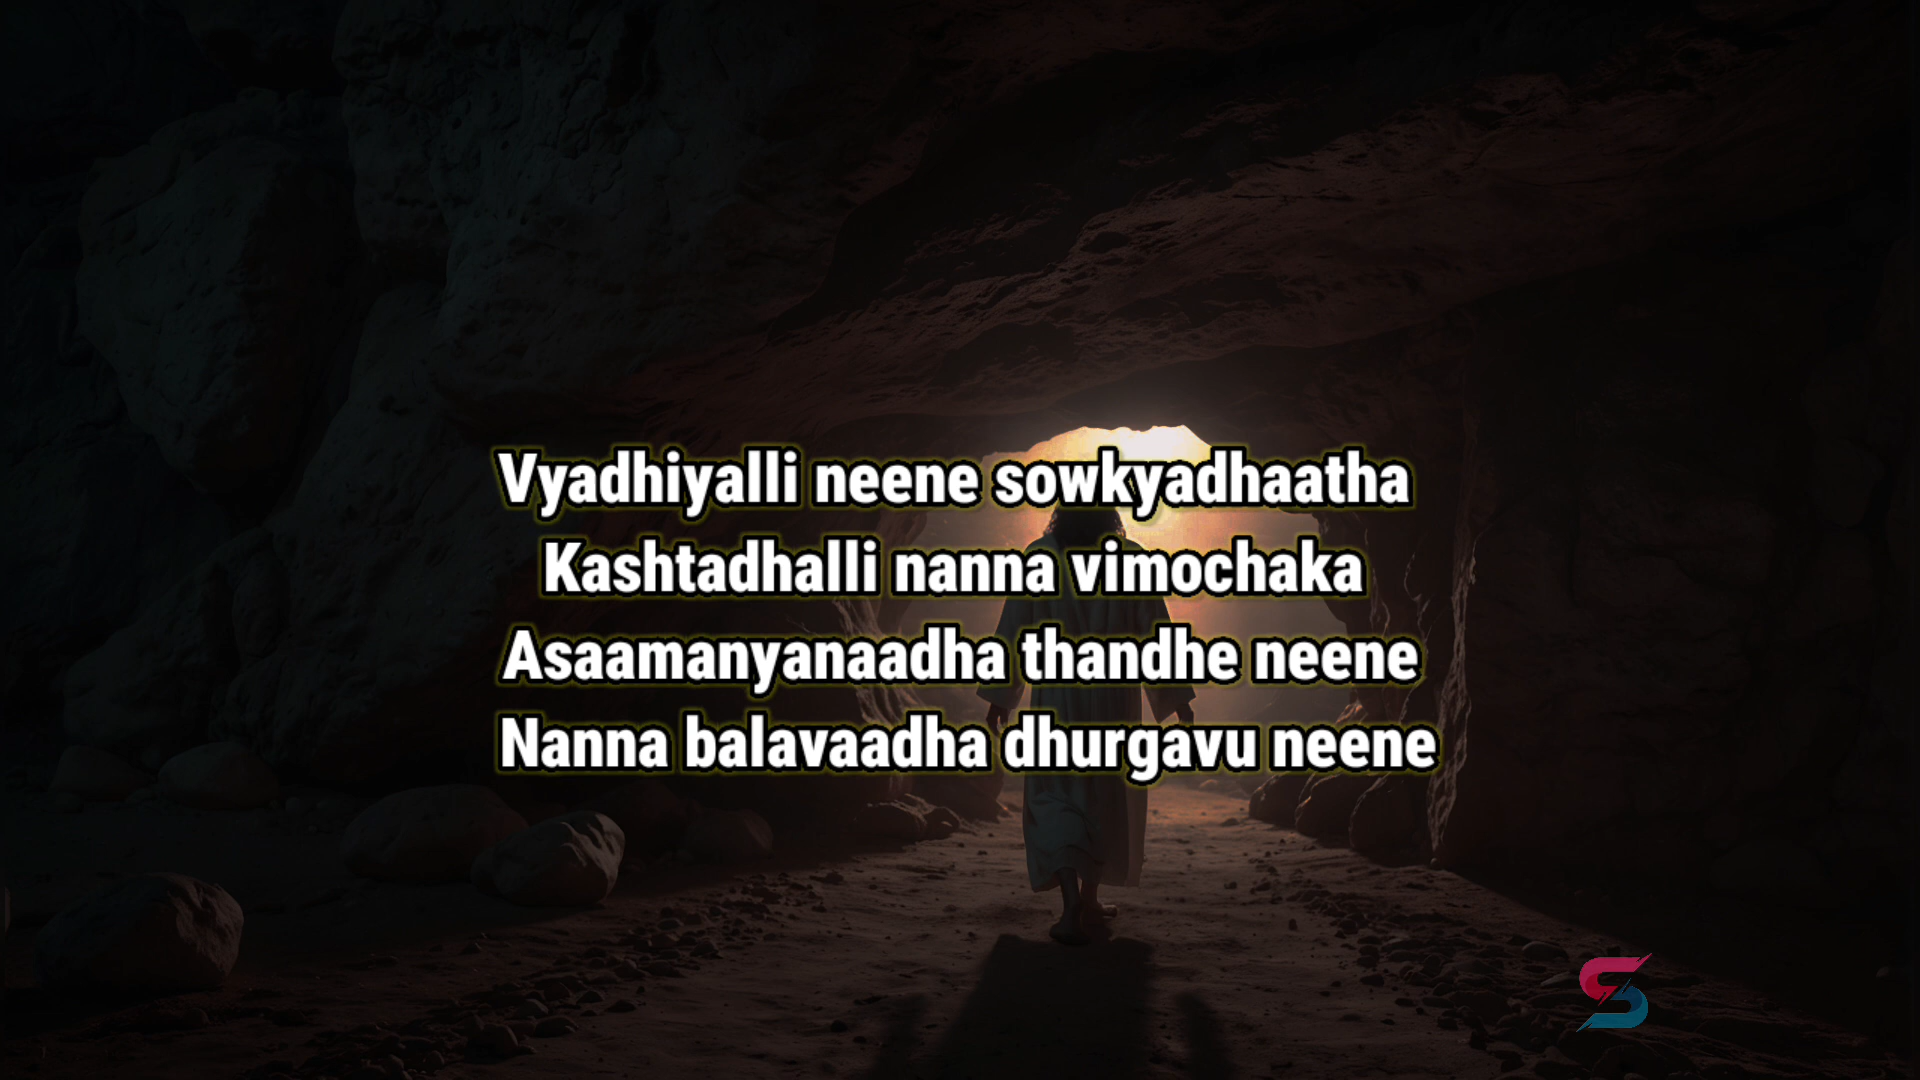 Vyadhiyalli neene sowkyadhaatha
Kashtadhalli nanna vimochaka
Asaamanyanaadha thandhe neene
Nanna balavaadha dhurgavu neene